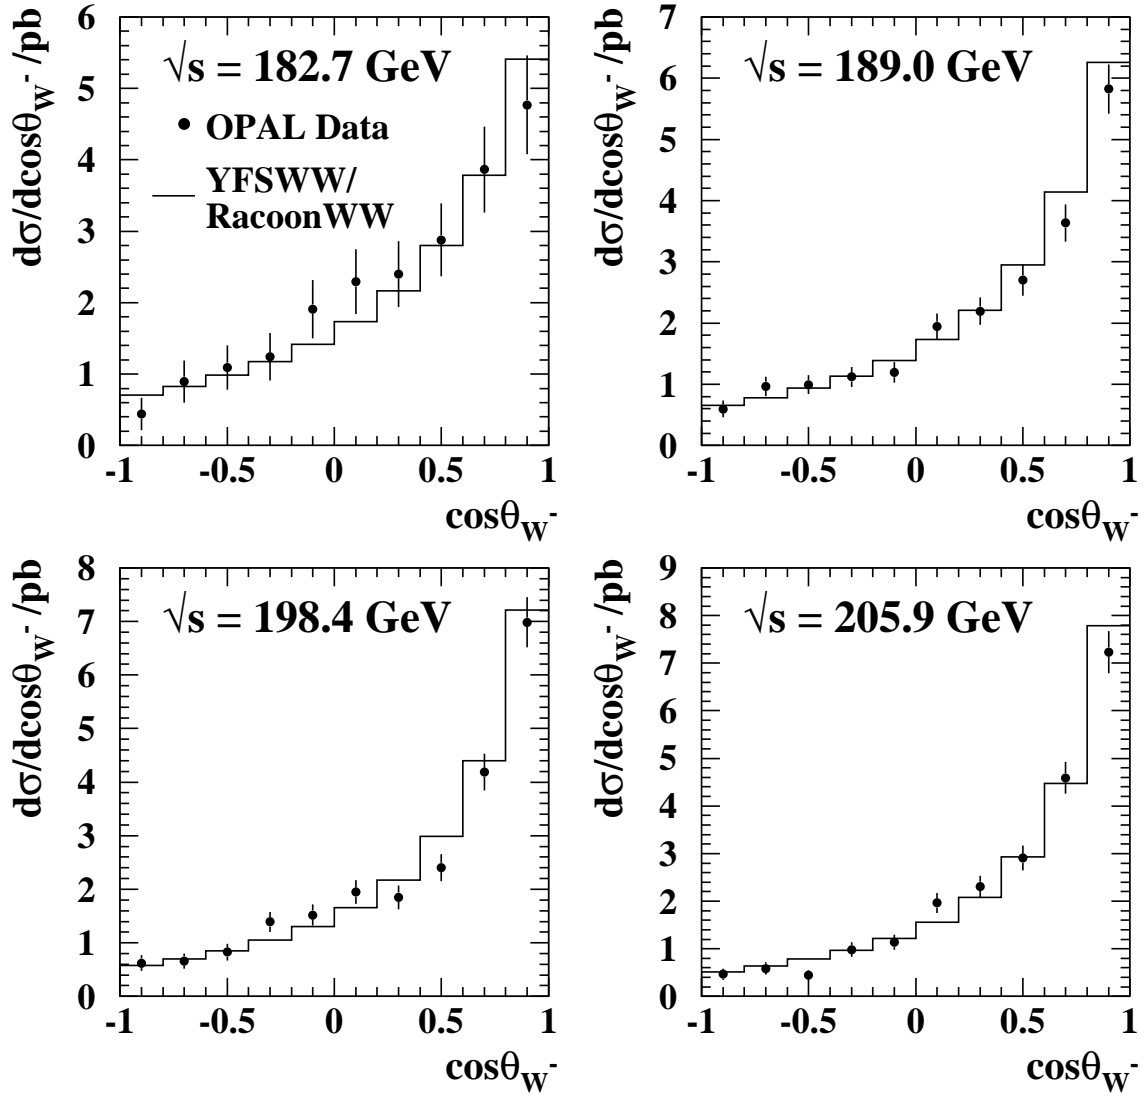 dσ/dcosθW- /pb
√s = 182.7 GeV
OPAL Data
YFSWW/
RacoonWW
6
5
4
3
2
1
0
-1 -0.5 0 0.5 1
cosθW-
dσ/dcosθW- /pb
√s = 189.0 GeV
7
6
5
4
3
2
1
0
-1 -0.5 0 0.5 1
cosθW-
dσ/dcosθW- /pb
√s = 198.4 GeV
8
7
6
5
4
3
2
1
0
-1 -0.5 0 0.5 1
cosθW-
dσ/dcosθW- /pb
√s = 205.9 GeV
9
8
7
6
5
4
3
2
1
0
-1 -0.5 0 0.5 1
cosθW-